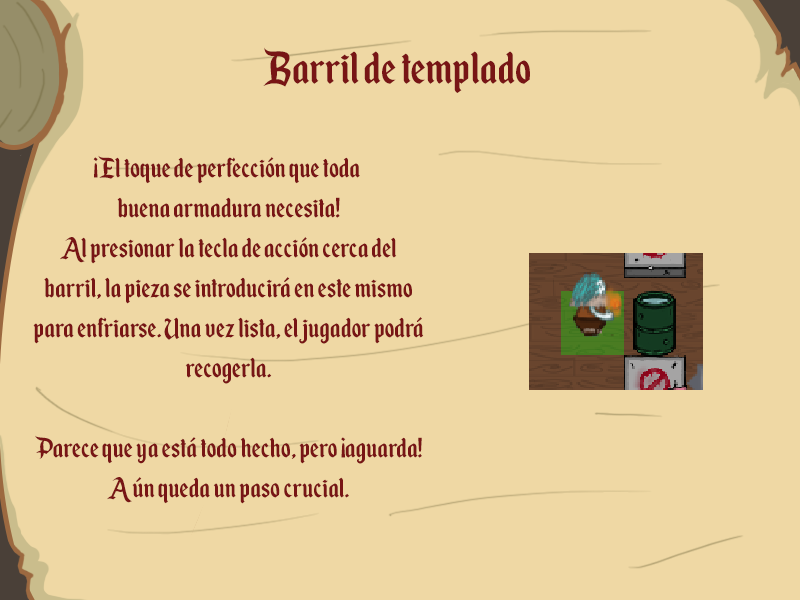 Barril de templado
¡El toque de perfección que toda
buena armadura necesita!
Al presionar la tecla de acción cerca del
barril, la pieza se introducirá en este mismo
para enfriarse. Una vez lista, el jugador podrá
recogerla.
Parece que ya está todo hecho, pero ¡aguarda!
Aún queda un paso crucial.